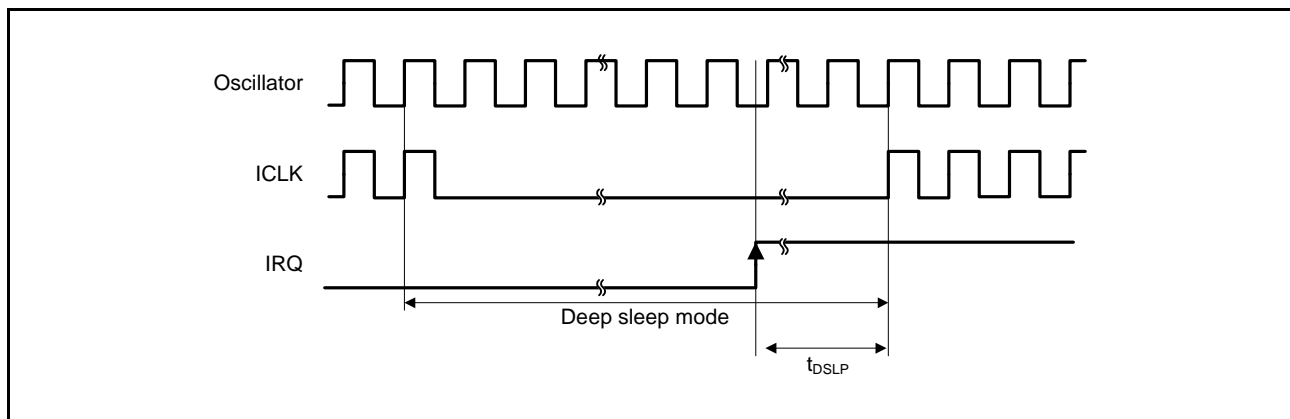 Oscillator
ICLK
IRQ
Deep sleep mode
tDSLP